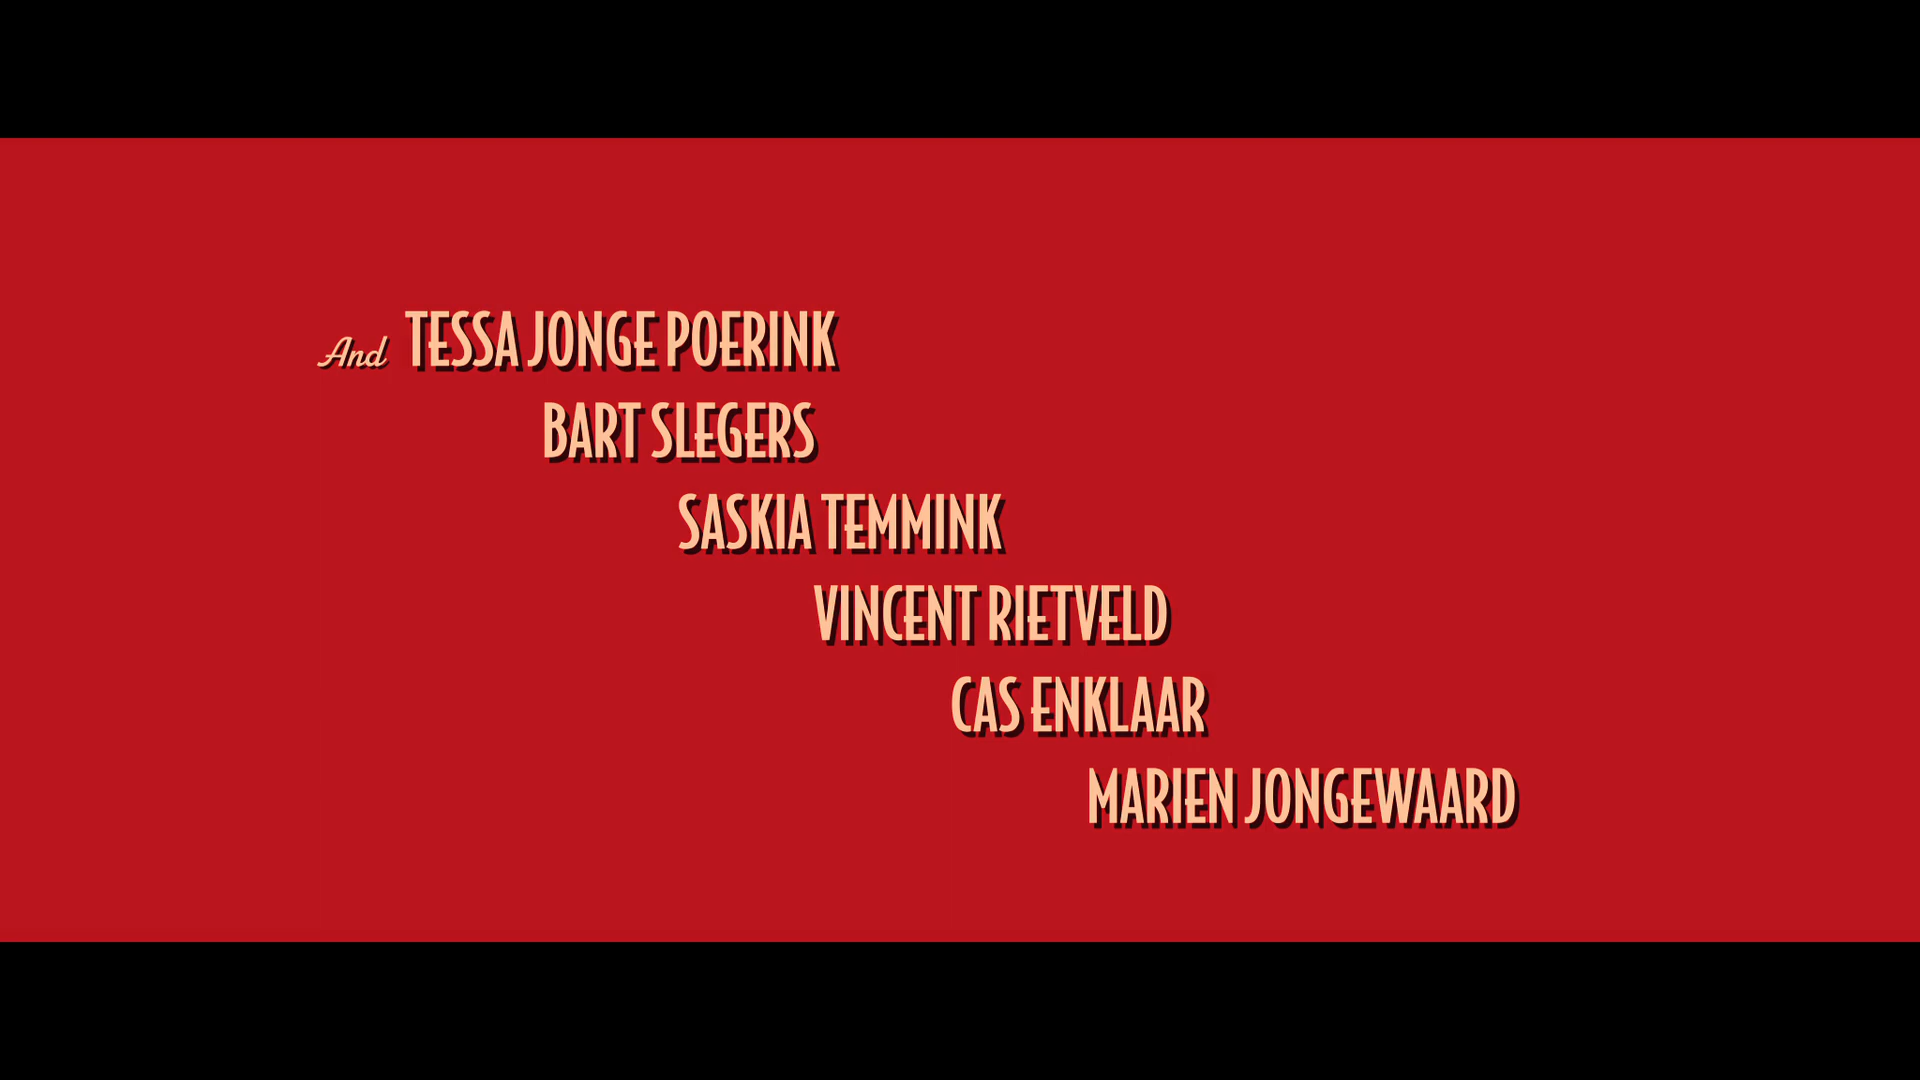 And TESSA JONGE POERINK
BART SLEGERS
SASKIA TEMMINK
VINCENT RIETVELD
CAS ENKLAAR
MARIEN JONGEWAARD